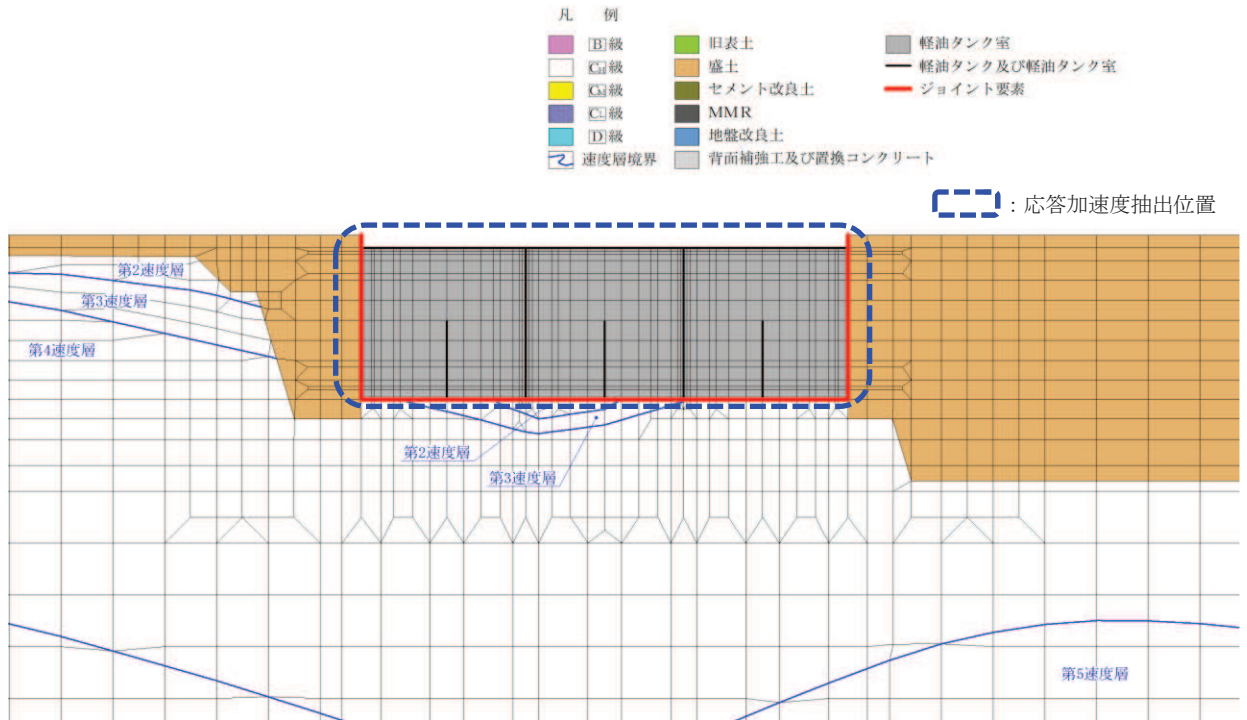 凡 例
B級
CH級
CM級
CL級
D級
速度層境界
旧表土
盛土
セメント改良土
MMR
地盤改良土
背面補強工及び置換コンクリート
軽油タンク室
軽油タンク及び軽油タンク室
ジョイント要素
：応答加速度抽出位置
第2速度層
第3速度層
第4速度層
第2速度層
第3速度層
第5速度層